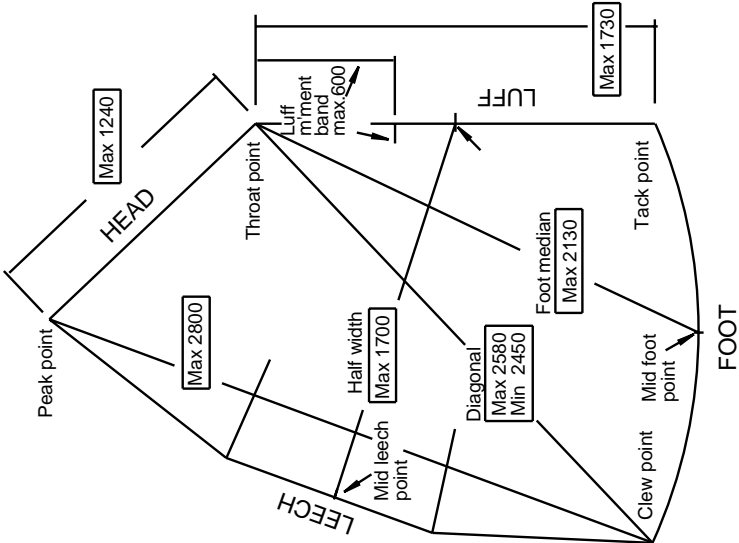 Peak point
HEAD
Max 1240
Throat point
Luff
m'ment
band
max.600
LUFF
Max 1730
Max 2800
Half width
Max 1700
Mid leech
point
LEECH
Diagonal
Max 2580
Min 2450
Foot median
Max 2130
Clew point
Mid foot
point
Tack point
FOOT